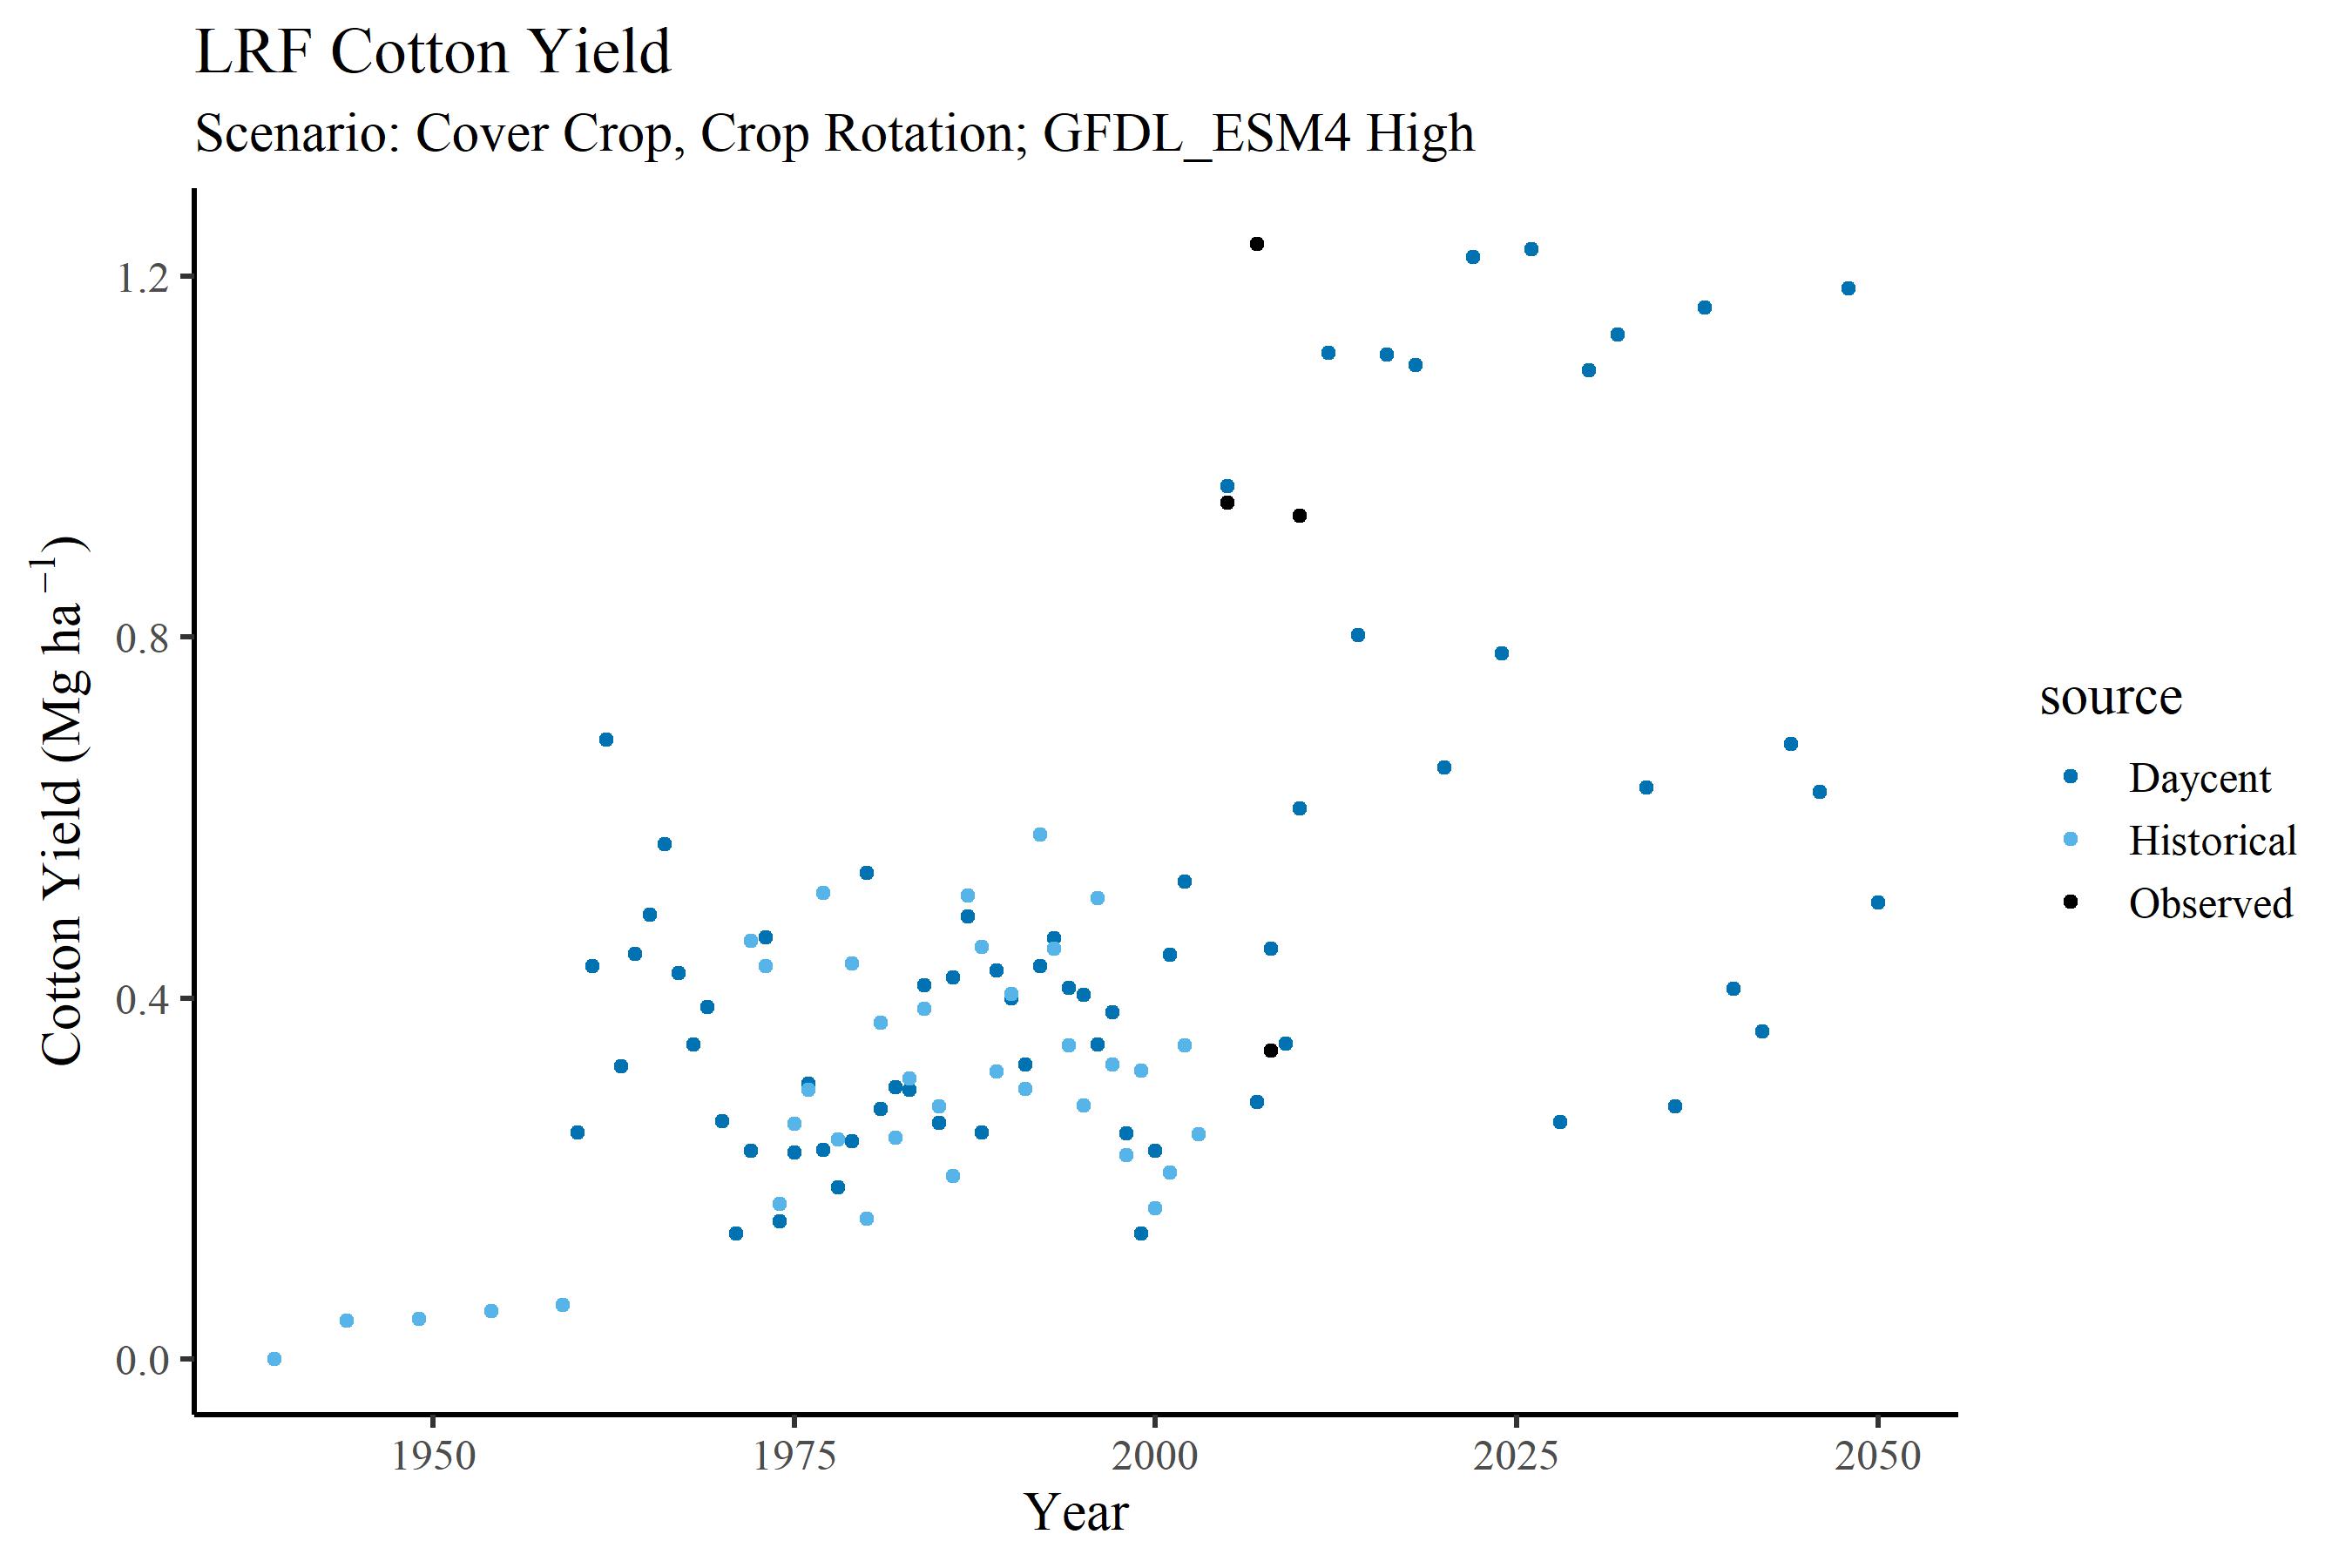 LRF Cotton Yield
Scenario: Cover Crop, Crop Rotation; GFDL_ESM4 High
Cotton Yield (Mg ha⁻¹)
1.2
0.8
0.4
0.0
1950 1975 2000 2025 2050
Year
source
Daycent
Historical
Observed